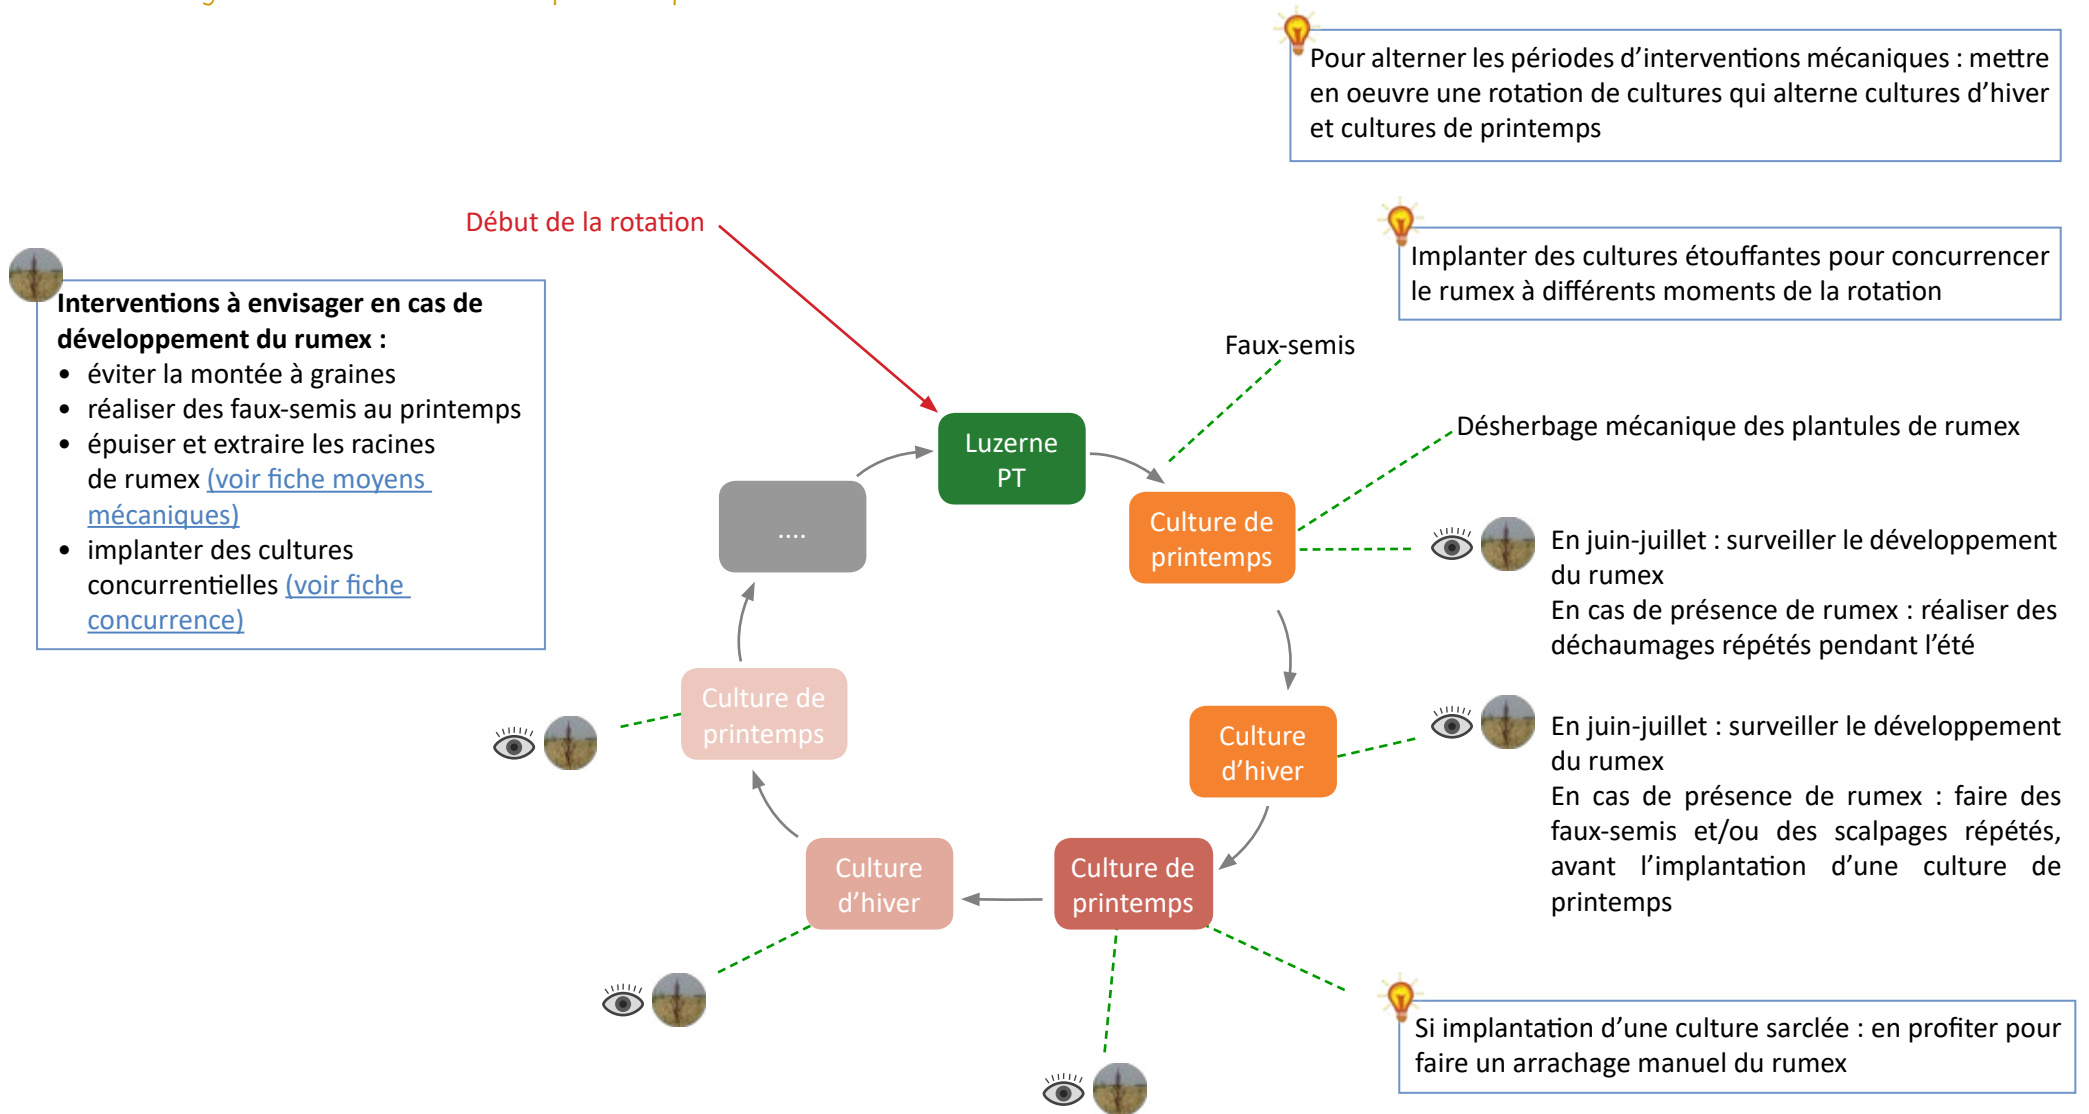 Pour alterner les périodes d’interventions mécaniques : mettre
en oeuvre une rotation de cultures qui alterne cultures d’hiver
et cultures de printemps
Début de la rotation
Implanter des cultures étouffantes pour concurrencer
le rumex à différents moments de la rotation
Interventions à envisager en cas de
développement du rumex :
• éviter la montée à graines
• réaliser des faux-semis au printemps
• épuiser et extraire les racines
de rumex (voir fiche moyens
mécaniques)
• implanter des cultures
concurrentielles (voir fiche
concurrence)
Faux-semis
Désherbage mécanique des plantules de rumex
Luzerne
PT
Culture de
printemps
En juin-juillet : surveiller le développement
du rumex
En cas de présence de rumex : réaliser des
déchaumages répétés pendant l’été
Culture
d’hiver
En juin-juillet : surveiller le développement
du rumex
En cas de présence de rumex : faire des
faux-semis et/ou des scalpages répétés,
avant l’implantation d’une culture de
printemps
Culture de
printemps
Si implantation d’une culture sarclée : en profiter pour
faire un arrachage manuel du rumex
Culture
d’hiver
Culture de
printemps
....